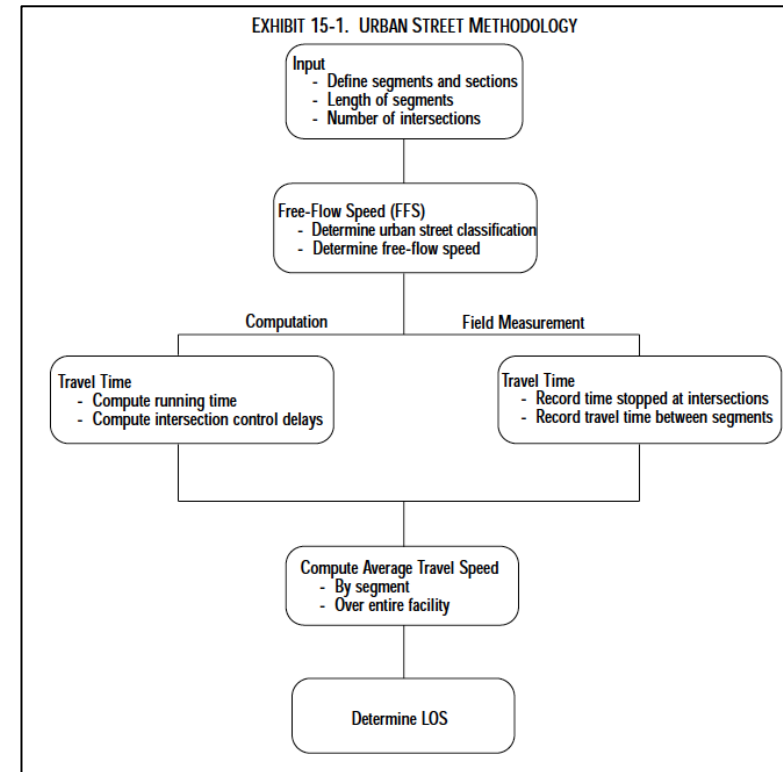 EXHIBIT 15-1. URBAN STREET METHODOLOGY
Input
- Define segments and sections
- Length of segments
- Number of intersections
Free-Flow Speed (FFS)
- Determine urban street classification
- Determine free-flow speed
Computation
Field Measurement
Travel Time
- Compute running time
- Compute intersection control delays
Travel Time
- Record time stopped at intersections
- Record travel time between segments
Compute Average Travel Speed
- By segment
- Over entire facility
Determine LOS